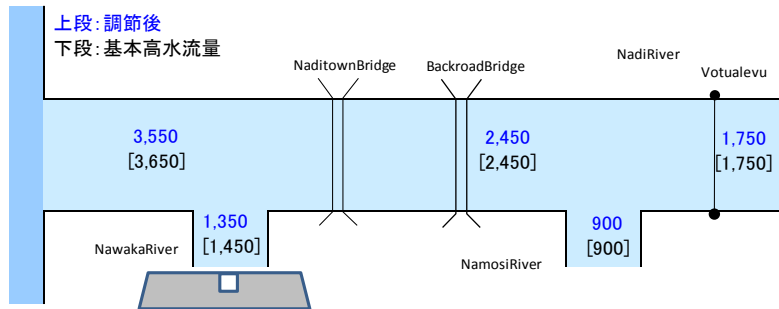 上段:調節後
下段:基本高水流量
NadiRiver
NaditownBridge
BackroadBridge
Votualevu
3,550
[3,650]
2,450
[2,450]
1,750
[1,750]
1,350
[1,450]
900
[900]
NawakaRiver
NamosiRiver